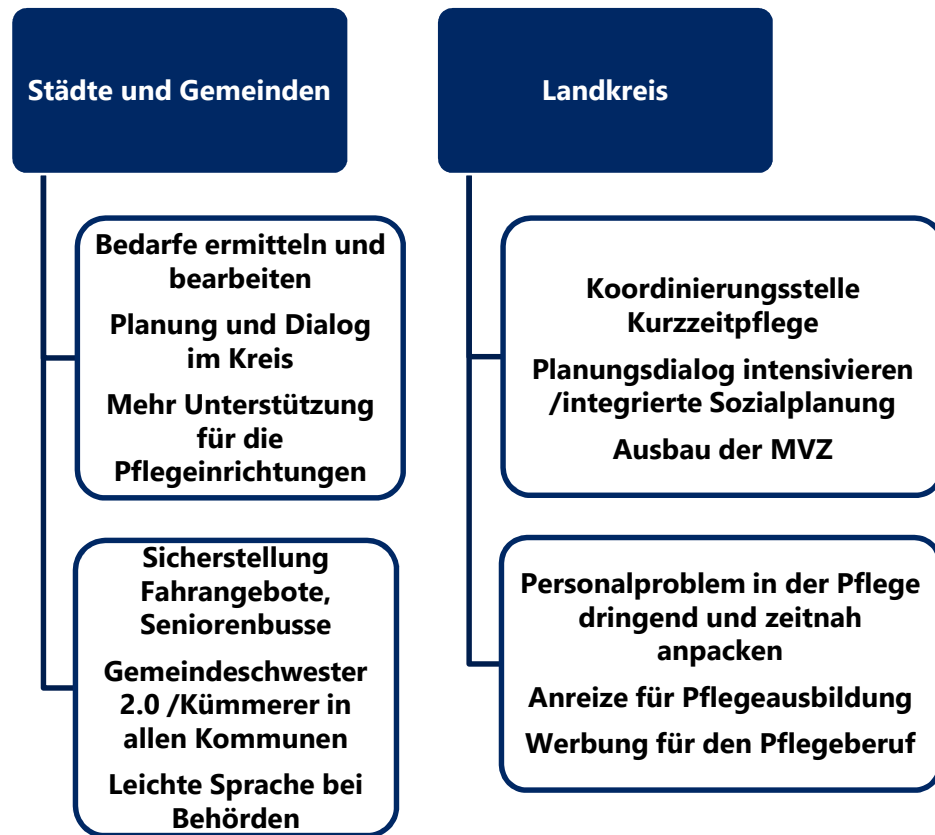 Städte und Gemeinden
Bedarfe ermitteln und
bearbeiten
Planung und Dialog
im Kreis
Mehr Unterstützung
für die
Pflegeinrichtungen
Sicherstellung
Fahrangebote,
Seniorenbusse
Gemeindeschwester
2.0 /Kümmerer in
allen Kommunen
Leichte Sprache bei
Behörden
Landkreis
Koordinierungsstelle
Kurzzeitpflege
Planungsdialog intensivieren
/integrierte Sozialplanung
Ausbau der MVZ
Personalproblem in der Pflege
dringend und zeitnah
anpacken
Anreize für Pflegeausbildung
Werbung für den Pflegeberuf